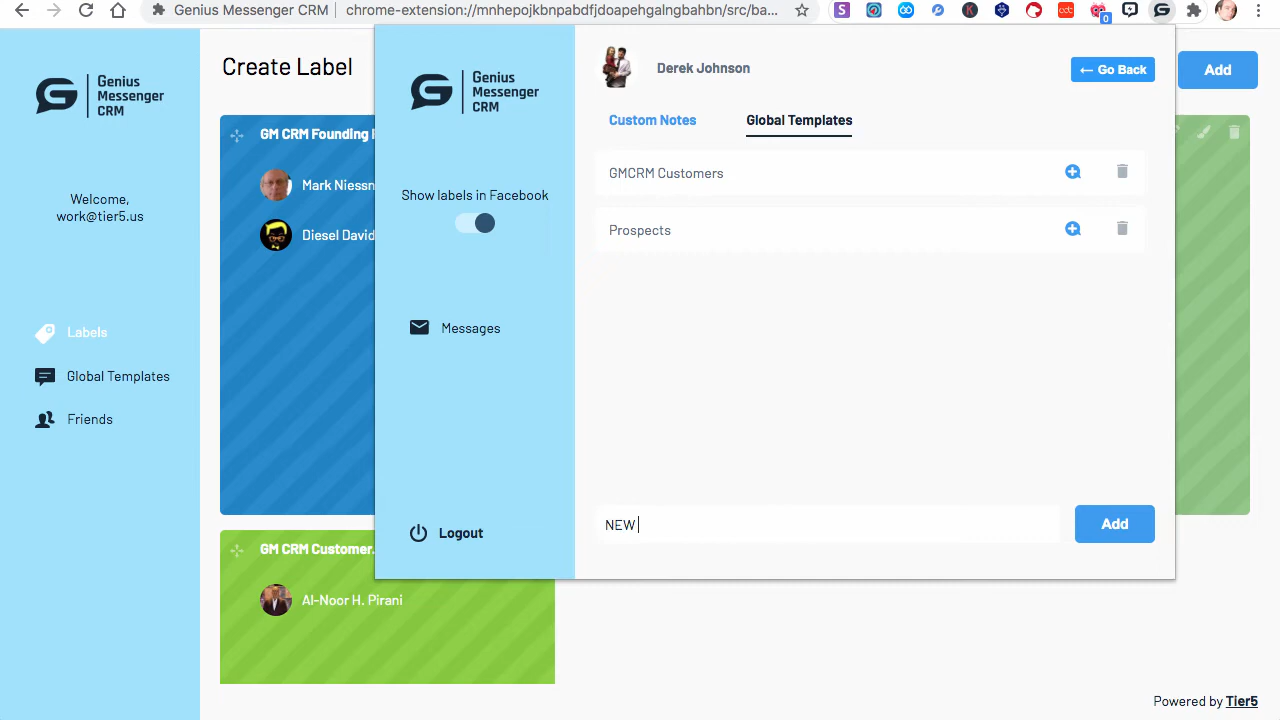 Genius Messenger CRM
chrome-extension://mnhepojkbnpabdfjdoapehgalngbahbn/src/ba...
S
K
cdc
0
Genius
Messenger
CRM
Welcome,
work@tier5.us
Labels
Global Templates
Friends
Create Label
Add
GM CRM Founding
Mark Niessn
Diesel David
GM CRM Customer.
Al-Noor H. Pirani
Genius
Messenger
CRM
Show labels in Facebook
Messages
Logout
Derek Johnson
← Go Back
Custom Notes
Global Templates
GMCRM Customers
Prospects
NEW
Add
Powered by Tier5